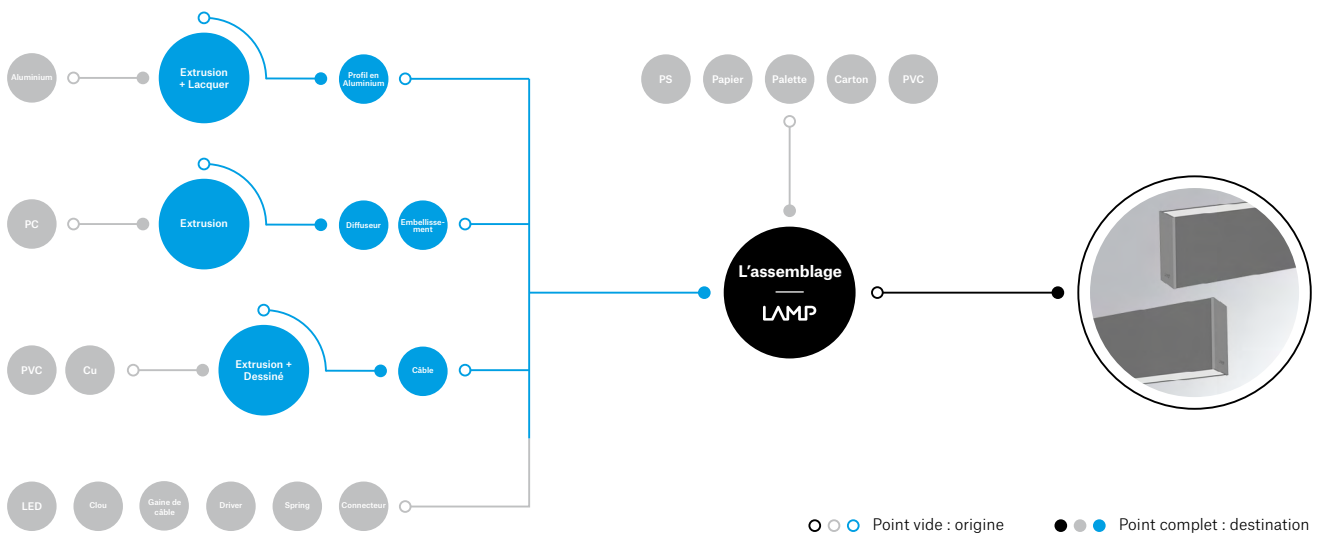 Aluminium
Extrusion
+ Lacquer
Profil en
Aluminium
PS
Papier
Palette
Carton
PVC
PC
Extrusion
Diffuseur
Embellisse-
ment
L'assemblage
LAMP
PVC
Cu
Extrusion +
Dessiné
Câble
LED
Clou
Gaine de
câble
Driver
Spring
Connecteur
Point vide : origine
Point complet : destination